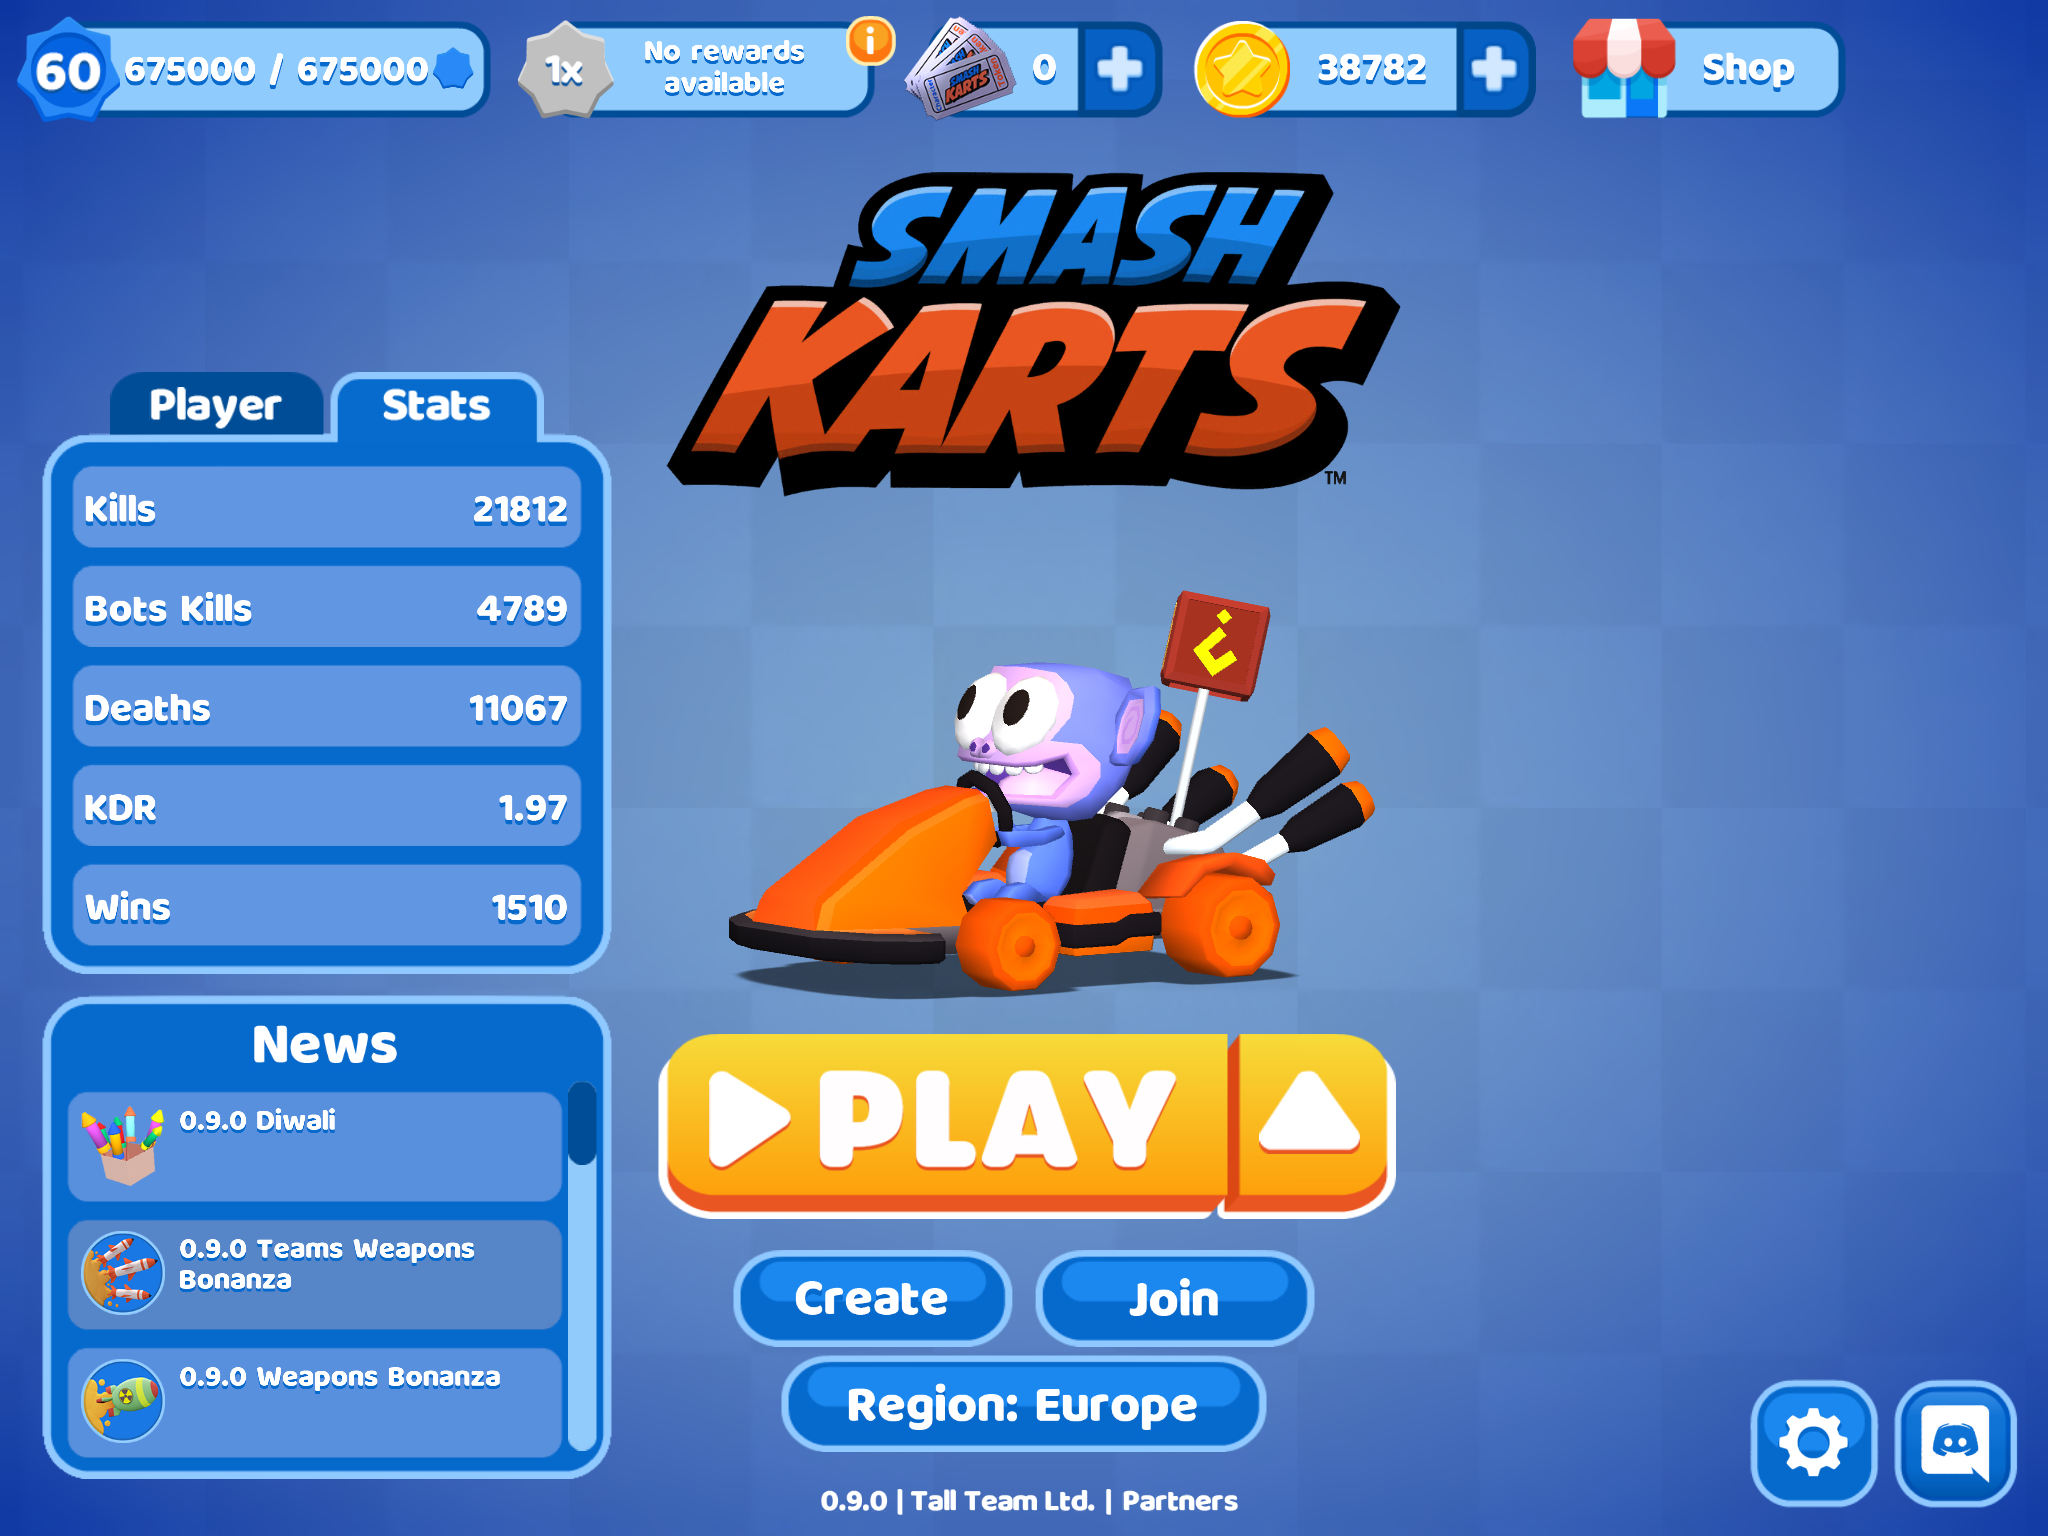 60
675000 / 675000
1x
No rewards
available
i
0
38782
Shop
SMASH
KARTS
TM
Player
Stats
Kills 21812
Bots Kills 4789
Deaths 11067
KDR 1.97
Wins 1510
¿
News
0.9.0 Diwali
0.9.0 Teams Weapons
Bonanza
0.9.0 Weapons Bonanza
PLAY
Create
Join
Region: Europe
0.9.0 | Tall Team Ltd. | Partners